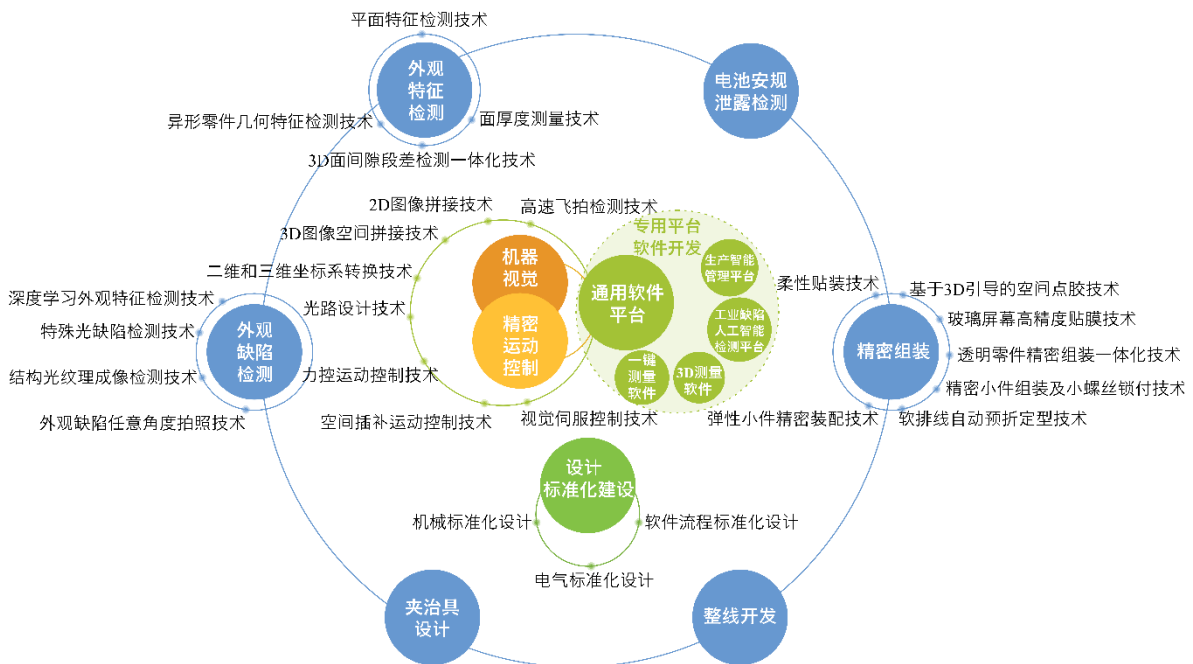 平面特征检测技术
外观
特征
检测
异形零件几何特征检测技术
面厚度测量技术
3D面间隙段差检测一体化技术
电池安规
泄露检测
2D图像拼接技术
高速飞拍检测技术
3D图像空间拼接技术
二维和三维坐标系转换技术
光路设计技术
机器
视觉
精密
运动
控制
力控运动控制技术
空间插补运动控制技术
视觉伺服控制技术
专用平台
软件开发
通用软件
平台
生产智能
管理平台
工业缺陷
人工智能
检测平台
3D测量
软件
一键
测量
软件
深度学习外观特征检测技术
特殊光缺陷检测技术
外观
缺陷
检测
结构光纹理成像检测技术
外观缺陷任意角度拍照技术
柔性贴装技术
基于3D引导的空间点胶技术
玻璃屏幕高精度贴膜技术
精密组装
透明零件精密组装一体化技术
精密小件组装及小螺丝锁付技术
弹性小件精密装配技术
软排线自动预折定型技术
设计
标准化建设
机械标准化设计
软件流程标准化设计
电气标准化设计
夹治具
设计
整线开发